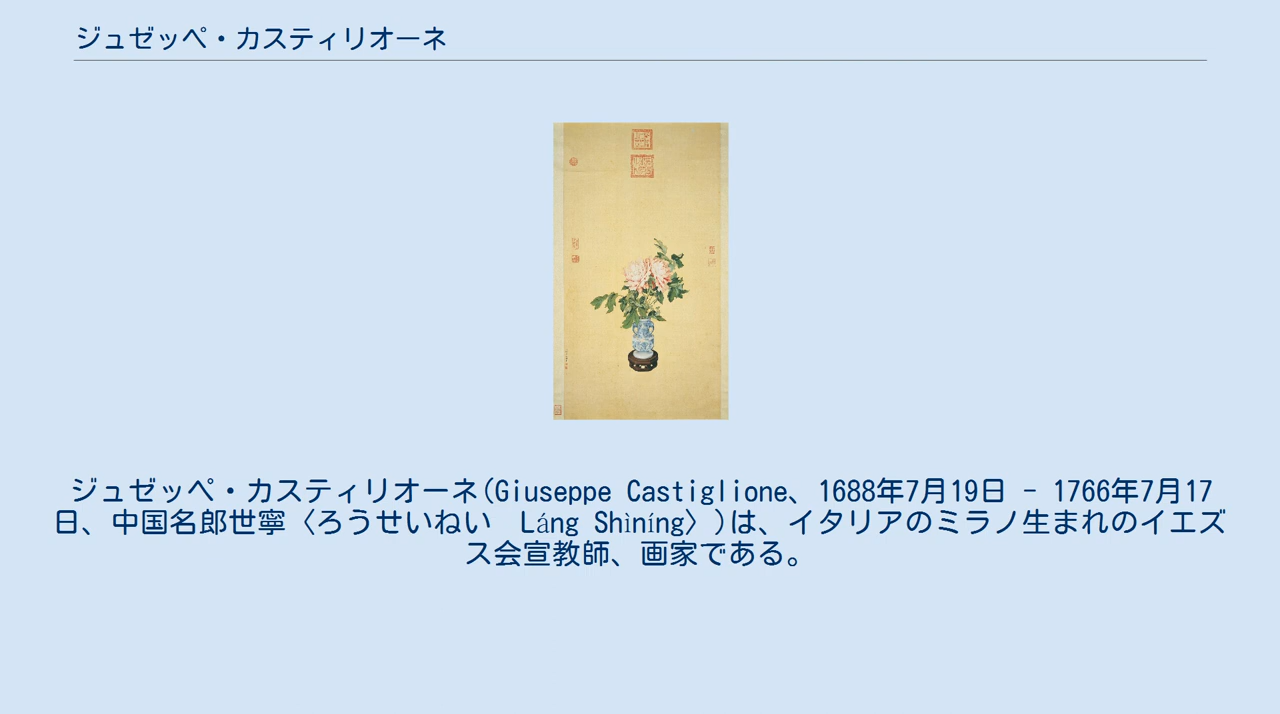 ジュゼッペ・カスティリオーネ
ジュゼッペ・カスティリオーネ(Giuseppe Castiglione、1688年7月19日 - 1766年7月17
日、中国名郎世寧〈ろうせいねい　Láng Shìníng〉)は、イタリアのミラノ生まれのイエズ
ス会宣教師、画家である。